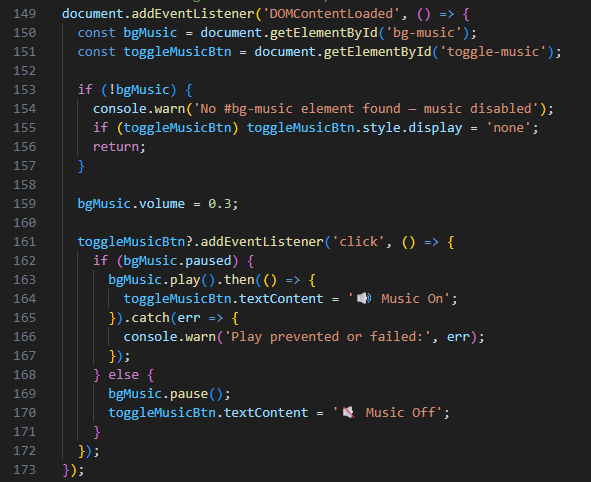 149 document.addEventListener('DOMContentLoaded', () => {
150   const bgMusic = document.getElementById('bg-music');
151   const toggleMusicBtn = document.getElementById('toggle-music');
152
153   if (!bgMusic) {
154     console.warn('No #bg-music element found — music disabled');
155     if (toggleMusicBtn) toggleMusicBtn.style.display = 'none';
156     return;
157   }
158
159   bgMusic.volume = 0.3;
160
161   toggleMusicBtn?.addEventListener('click', () => {
162     if (bgMusic.paused) {
163       bgMusic.play().then(() => {
164         toggleMusicBtn.textContent = '🔊 Music On';
165       }).catch(err => {
166         console.warn('Play prevented or failed:', err);
167       });
168     } else {
169       bgMusic.pause();
170       toggleMusicBtn.textContent = '🔇 Music Off';
171     }
172   });
173 });